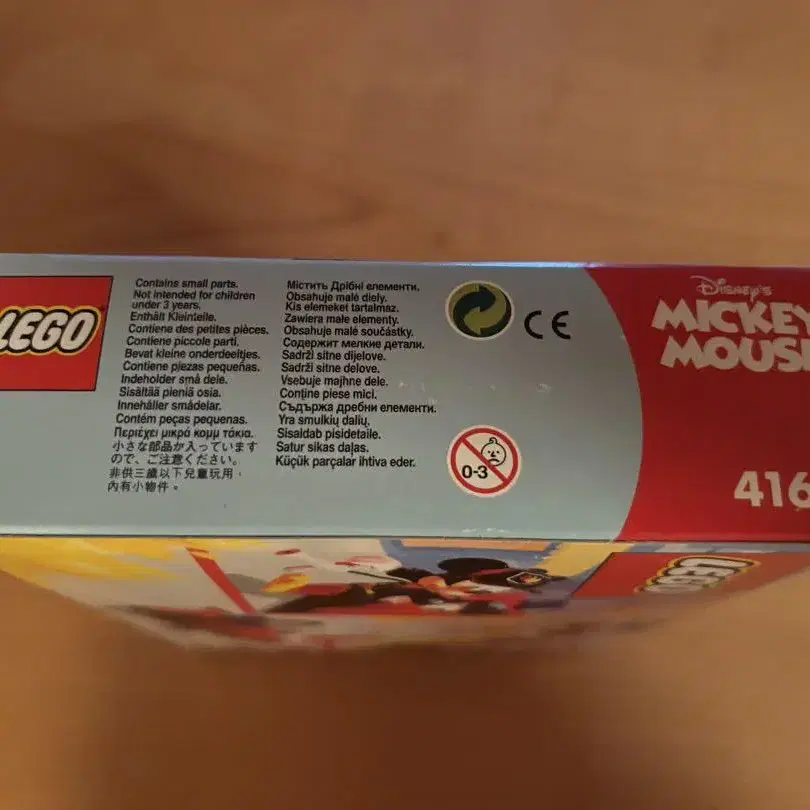 LEGO
Contains small parts.
Not intended for children
under 3 years.
Enthält Kleinteile.
Contiene des petites pièces.
Contiene piccole parti.
Bevat kleine onderdeeltjes.
Contiene piezas pequeñas.
Indeholder små dele.
Sisältää pieniä osia.
Innehåller smådelar.
Contém peças pequenas.
Περιέχει μικρά κομμ τάκια.
小さな部品が入っています
ので、ご注意ください。
非供三歲以下兒童玩用，
內有小物件。
Містить Дрібні елементи.
Obsahuje malé diely.
Kis elemeket tartalmaz.
Zawiera małe elementy.
Obsahuje malé součástky.
Содержит мелкие детали.
Sadrži sitne dijelove.
Sadrži sitne delove.
Vsebuje majhne dele.
Conţine piese mici.
Съдържа дребни елементи.
Yra smulkių dalių.
Sisaldab pisidetaile.
Satur sīkas daļas.
Küçük parçalar ihtiva eder.
CE
0-3
Disney's
MICKEY
MOUSE
416
LEGO